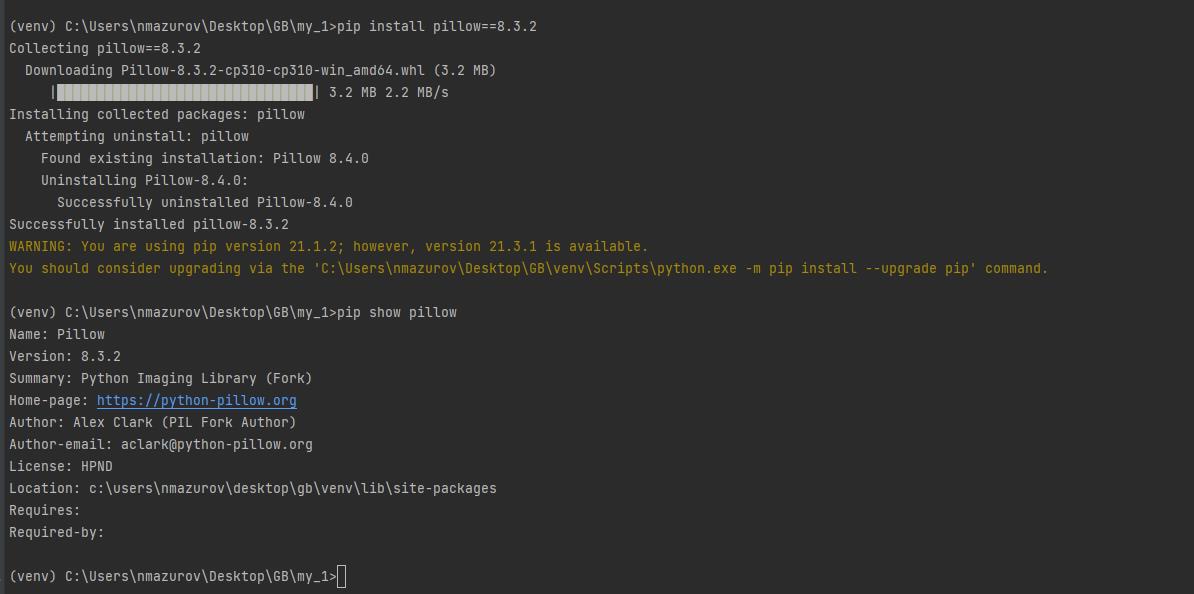 (venv) C:\Users\nmazurov\Desktop\GB\my_1>pip install pillow==8.3.2
Collecting pillow==8.3.2
  Downloading Pillow-8.3.2-cp310-cp310-win_amd64.whl (3.2 MB)
     |████████████████████████████████| 3.2 MB 2.2 MB/s
Installing collected packages: pillow
  Attempting uninstall: pillow
    Found existing installation: Pillow 8.4.0
    Uninstalling Pillow-8.4.0:
      Successfully uninstalled Pillow-8.4.0
Successfully installed pillow-8.3.2
WARNING: You are using pip version 21.1.2; however, version 21.3.1 is available.
You should consider upgrading via the 'C:\Users\nmazurov\Desktop\GB\venv\Scripts\python.exe -m pip install --upgrade pip' command.

(venv) C:\Users\nmazurov\Desktop\GB\my_1>pip show pillow
Name: Pillow
Version: 8.3.2
Summary: Python Imaging Library (Fork)
Home-page: https://python-pillow.org
Author: Alex Clark (PIL Fork Author)
Author-email: aclark@python-pillow.org
License: HPND
Location: c:\users\nmazurov\desktop\gb\venv\lib\site-packages
Requires:
Required-by:

(venv) C:\Users\nmazurov\Desktop\GB\my_1>